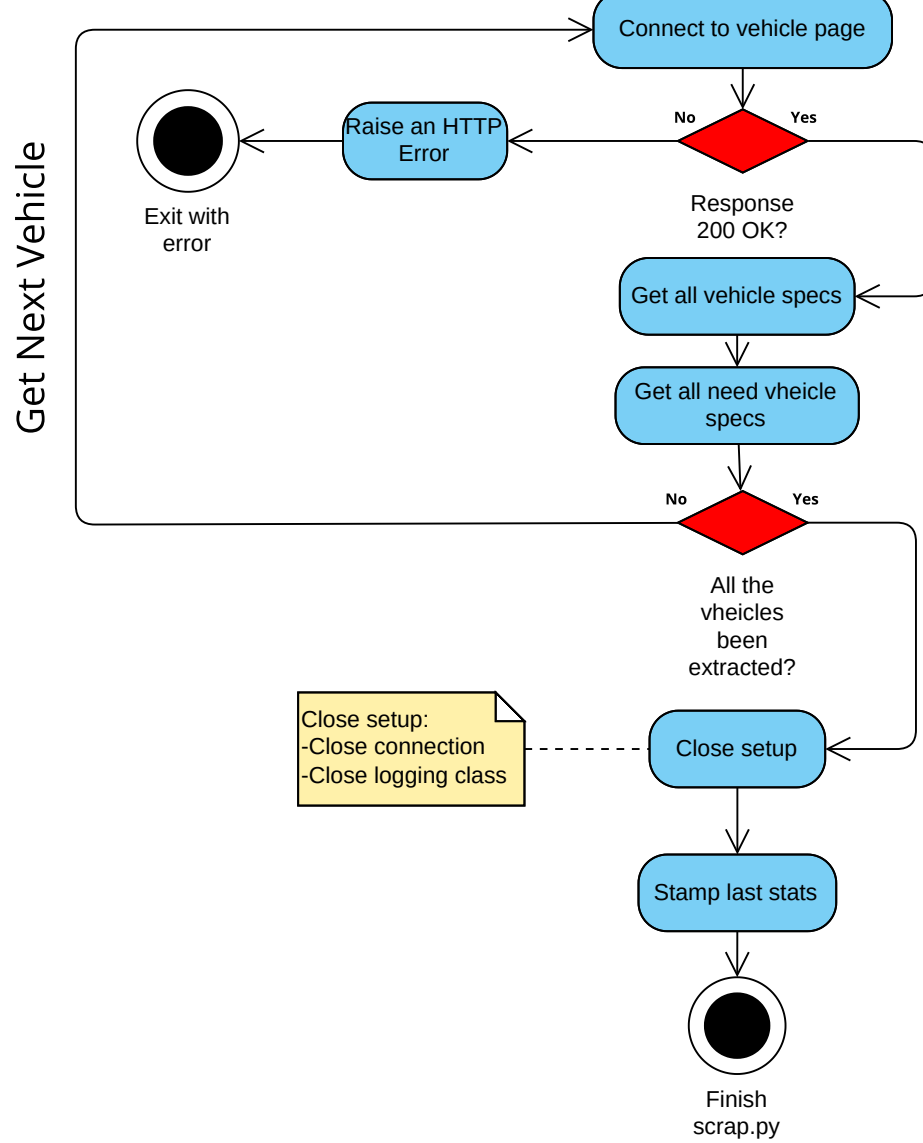 Connect to vehicle page
No
Yes
Raise an HTTP
Error
Response
200 OK?
Exit with
error
Get Next Vehicle
Get all vehicle specs
Get all need vheicle
specs
No
Yes
All the
vheicles
been
extracted?
Close setup:
-Close connection
-Close logging class
Close setup
Stamp last stats
Finish
scrap.py